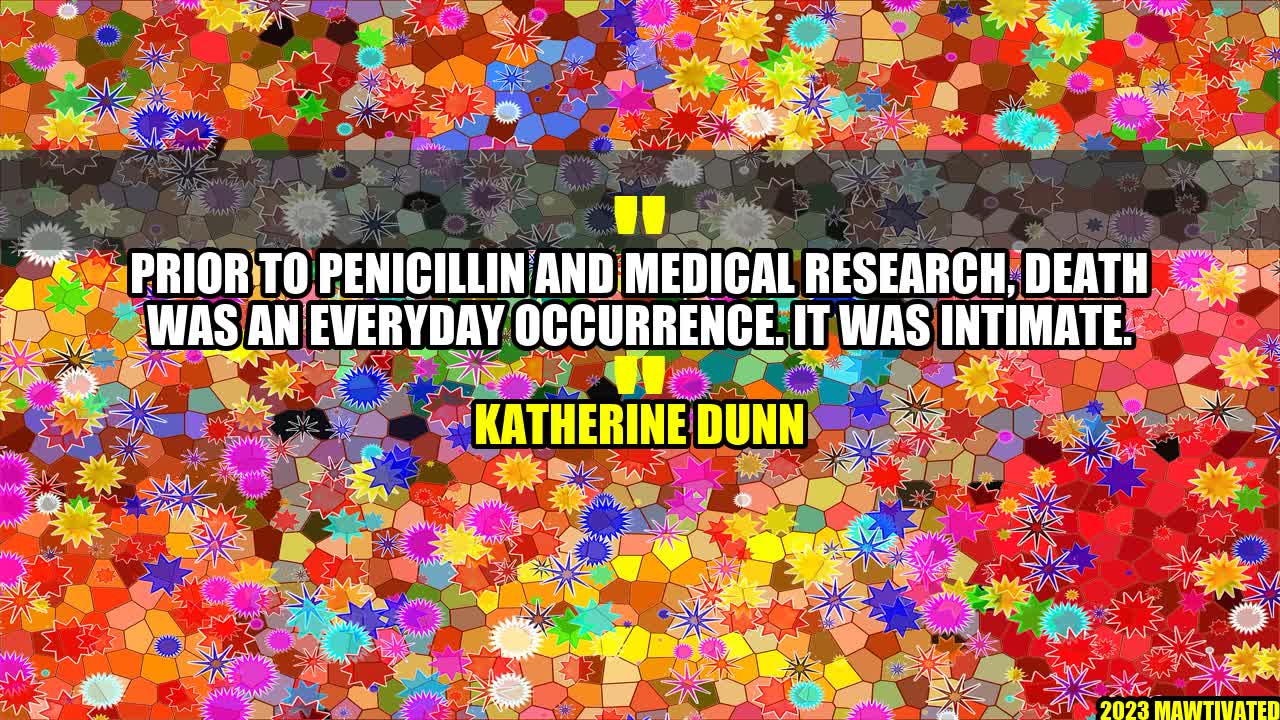 "
PRIOR TO PENICILLIN AND MEDICAL RESEARCH, DEATH
WAS AN EVERYDAY OCCURRENCE. IT WAS INTIMATE.
"
KATHERINE DUNN
2023 MAWTIVATED